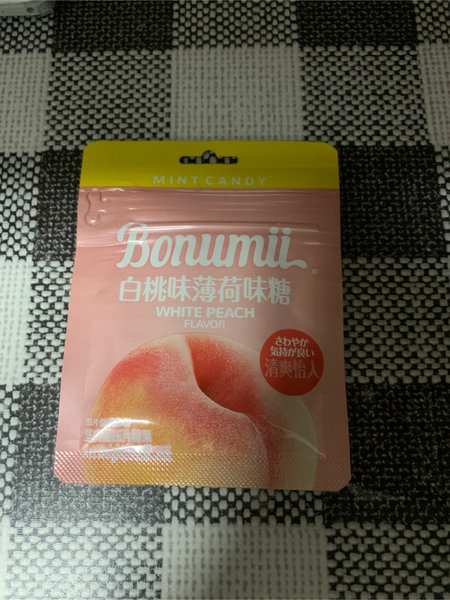 MINT CANDY
Bonumii
白桃味薄荷味糖
WHITE PEACH
FLAVOR
さわやか
気持が良い
清爽怡人